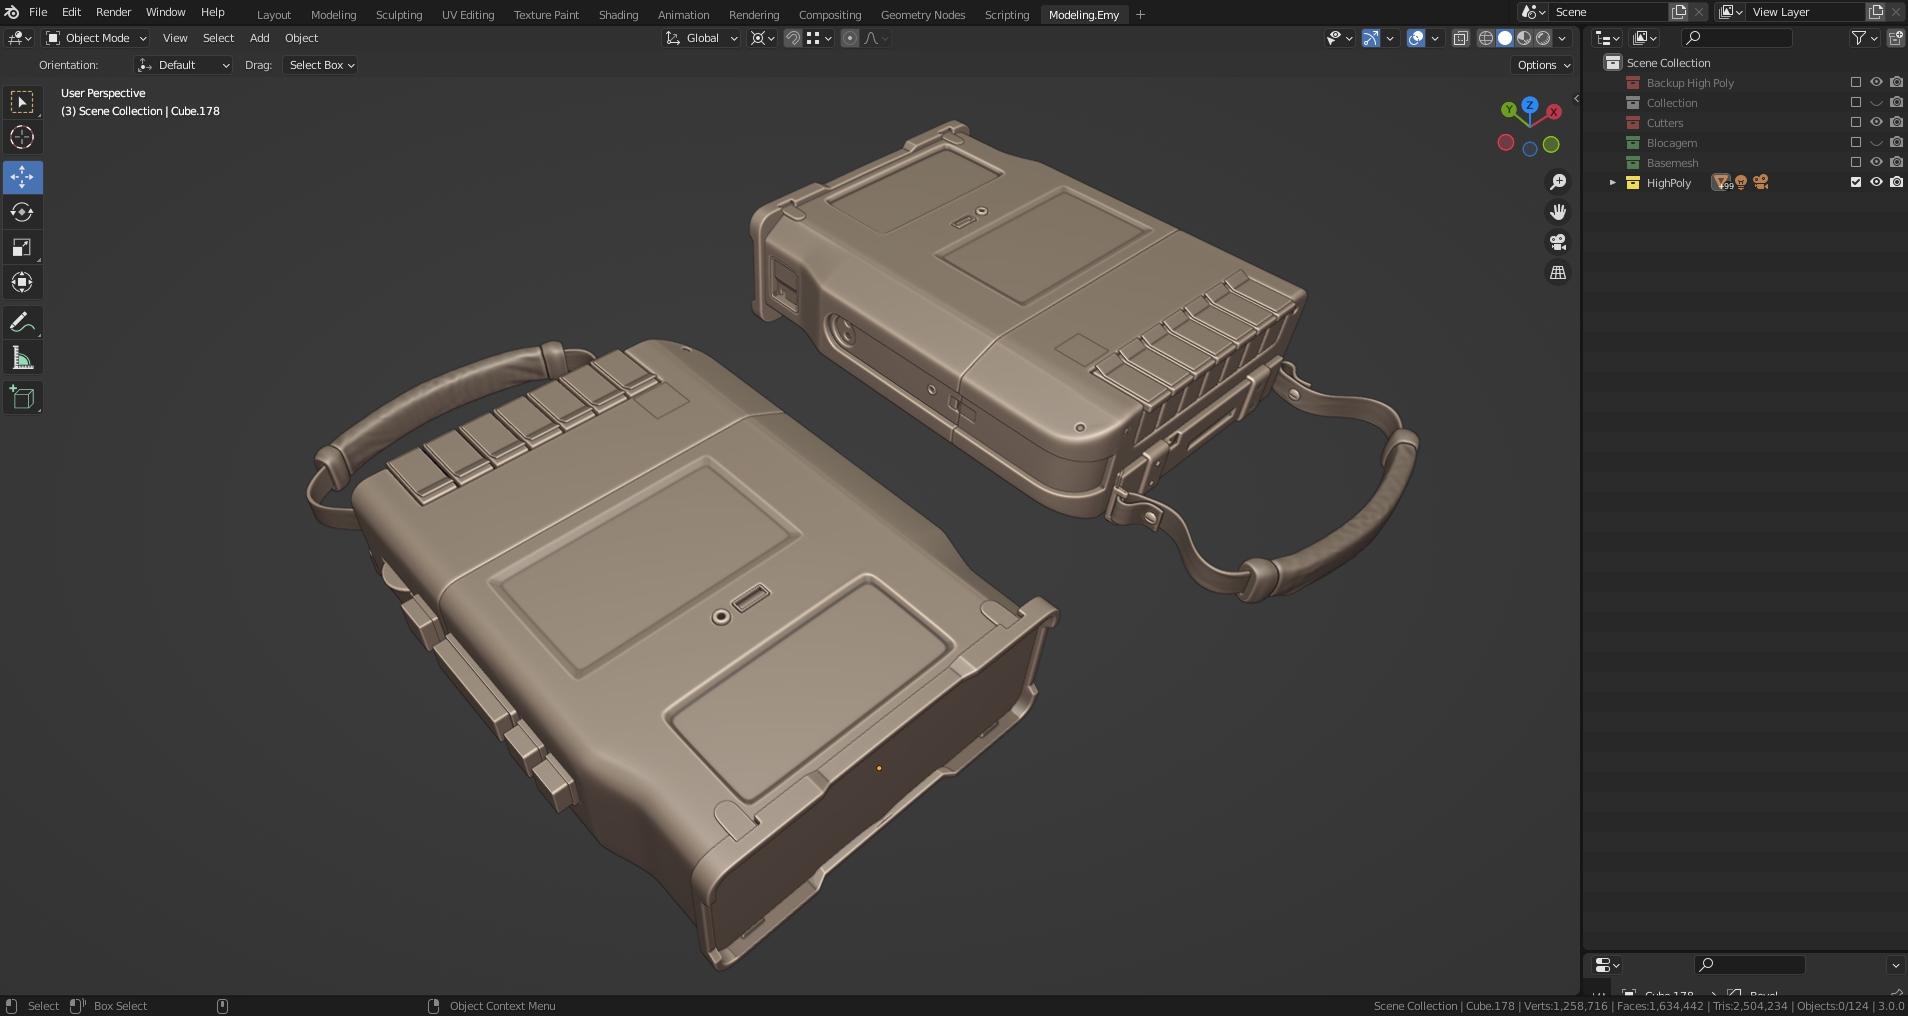 File Edit Render Window Help Layout Modeling Sculpting UV Editing Texture Paint Shading Animation Rendering Compositing Geometry Nodes Scripting Modeling.Emy + Scene View Layer
Object Mode View Select Add Object Global
Orientation: Default Drag: Select Box Options
User Perspective
(3) Scene Collection | Cube.178
Y Z X
Scene Collection
Backup High Poly
Collection
Cutters
Blocagem
Basemesh
HighPoly +99
Cube.178 > Bevel
Select Box Select Object Context Menu Scene Collection | Cube.178 | Verts:1,258,716 | Faces:1,634,442 | Tris:2,504,234 | Objects:0/124 | 3.0.0